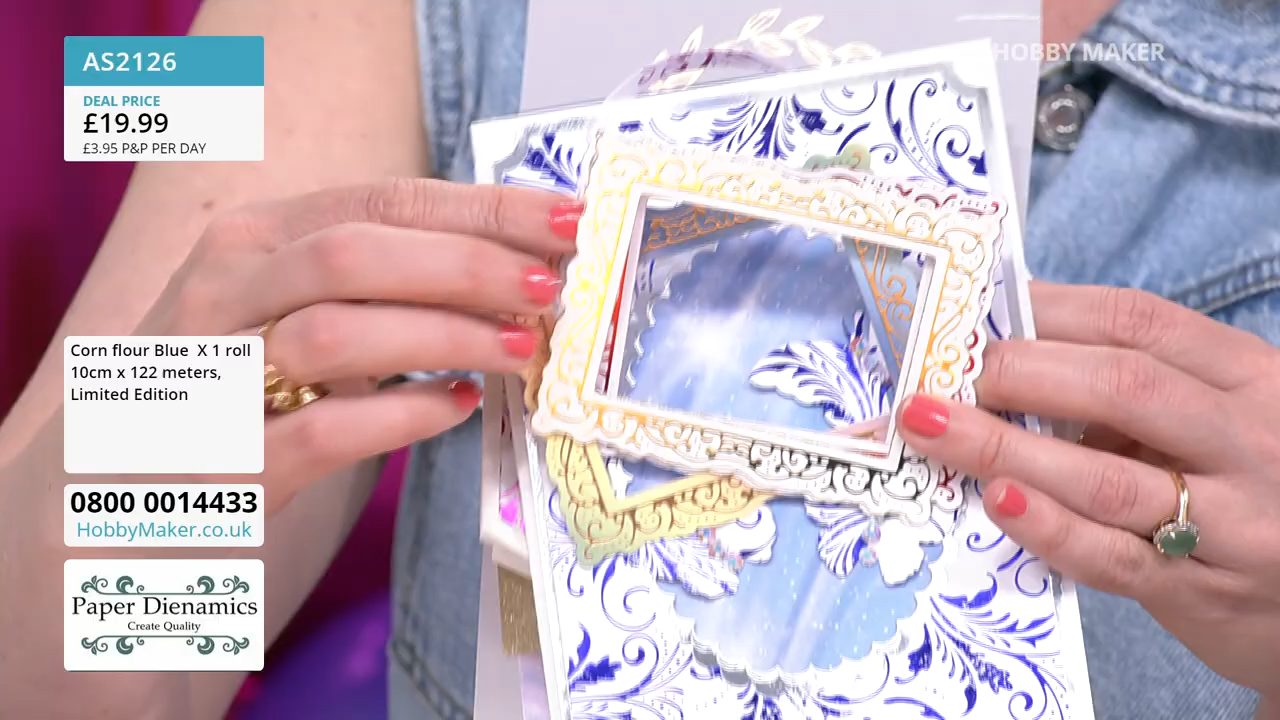 AS2126
DEAL PRICE
£19.99
£3.95 P&P PER DAY
HOBBY MAKER
Corn flour Blue  X 1 roll
10cm x 122 meters,
Limited Edition
0800 0014433
HobbyMaker.co.uk
Paper Dienamics
Create Quality